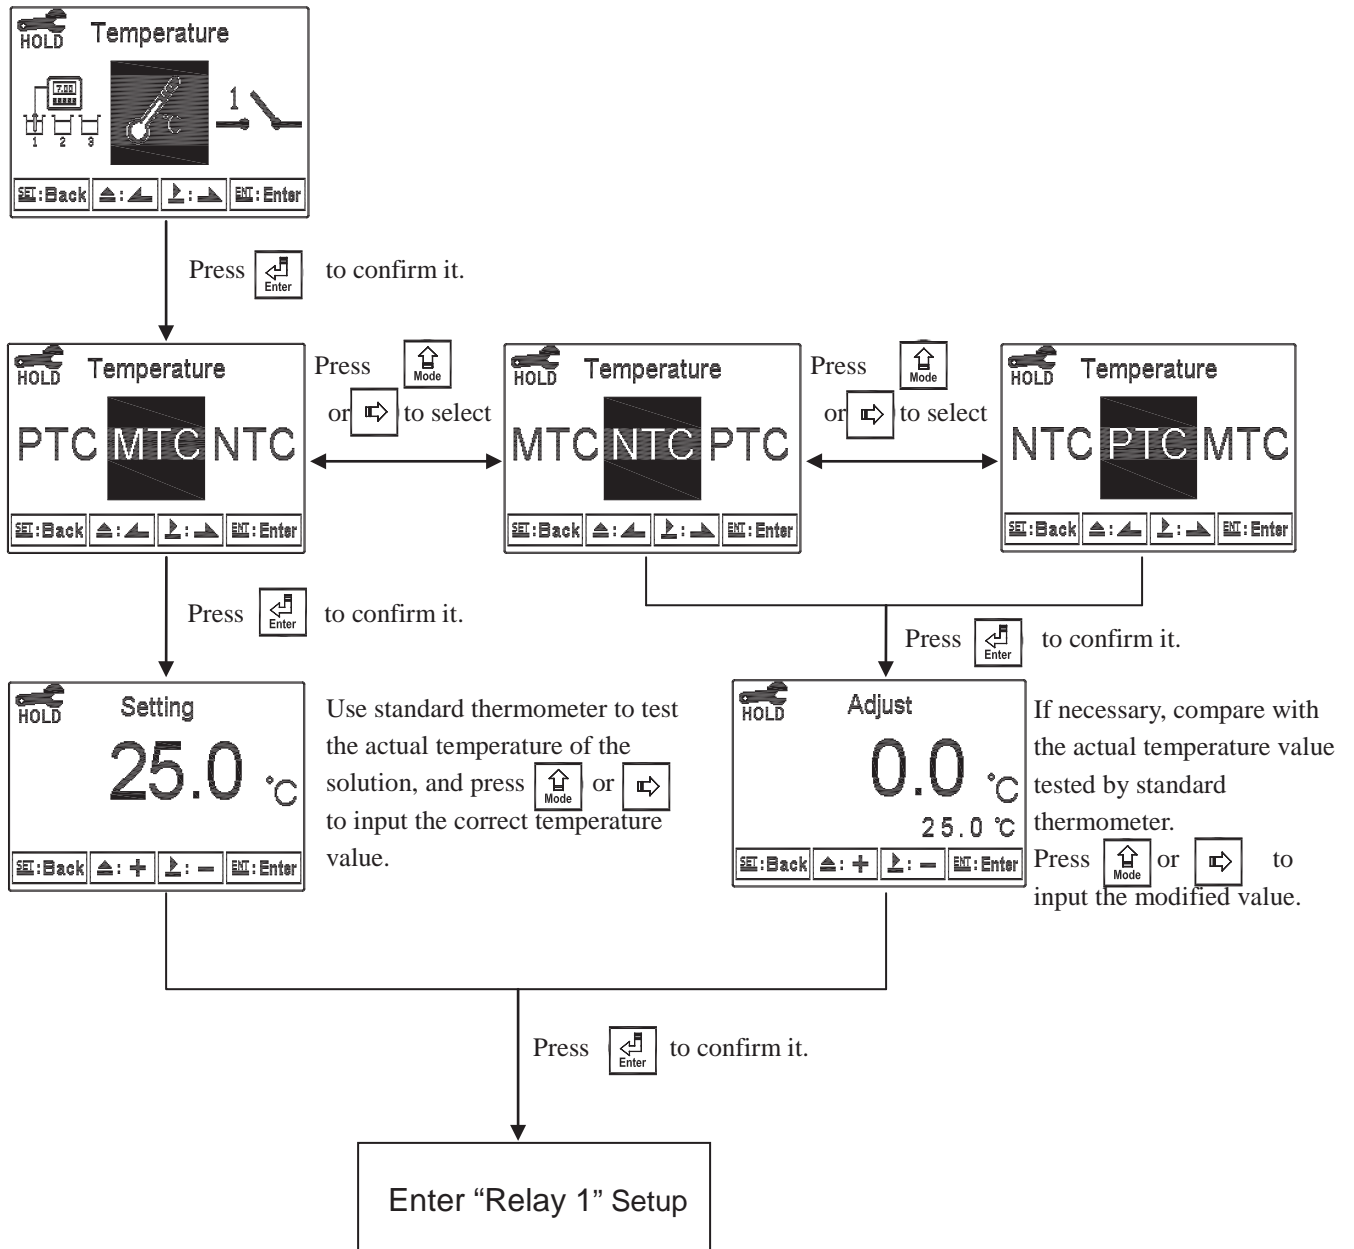 HOLD Temperature
7.00
1
1 2 3
℃
SET:Back : : ENT:Enter
Press Enter to confirm it.
HOLD Temperature
PTC MTC NTC
SET:Back : : ENT:Enter
Press Mode
or to select
HOLD Temperature
MTC NTC PTC
SET:Back : : ENT:Enter
Press Mode
or to select
HOLD Temperature
NTC PTC MTC
SET:Back : : ENT:Enter
Press Enter to confirm it.
Press Enter to confirm it.
HOLD Setting
25.0 ℃
SET:Back : + : - ENT:Enter
Use standard thermometer to test
the actual temperature of the
solution, and press Mode or
to input the correct temperature
value.
HOLD Adjust
0.0 ℃
25.0 ℃
SET:Back : + : - ENT:Enter
If necessary, compare with
the actual temperature value
tested by standard
thermometer.
Press Mode or to
input the modified value.
Press Enter to confirm it.
Enter “Relay 1” Setup